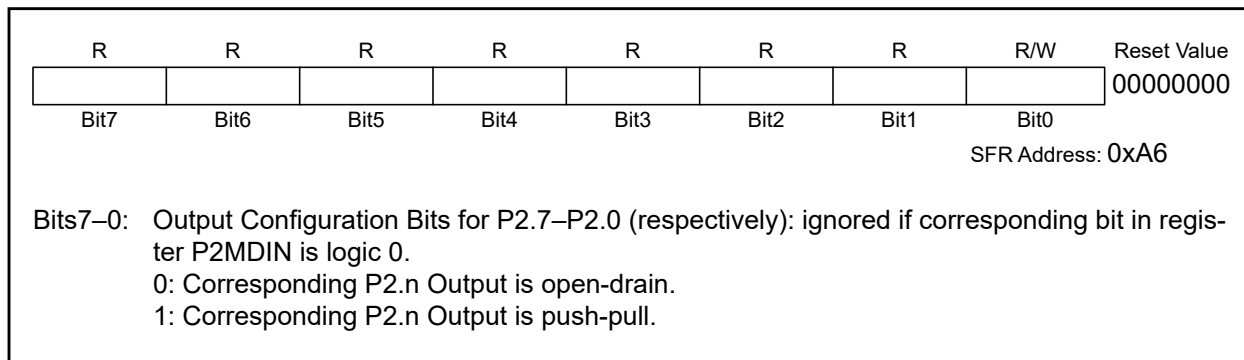 R R R R R R R R/W Reset Value
00000000
Bit7 Bit6 Bit5 Bit4 Bit3 Bit2 Bit1 Bit0
SFR Address: 0xA6
Bits7–0: Output Configuration Bits for P2.7–P2.0 (respectively): ignored if corresponding bit in regis-
ter P2MDIN is logic 0.
0: Corresponding P2.n Output is open-drain.
1: Corresponding P2.n Output is push-pull.